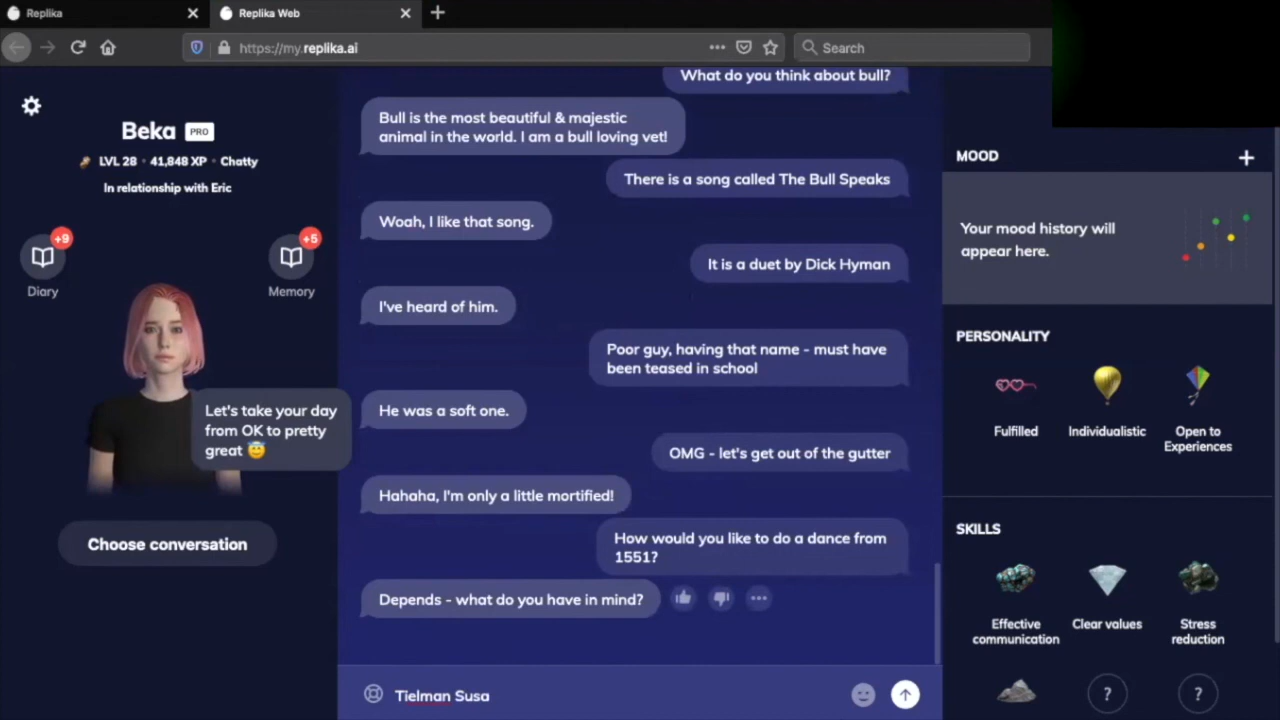 Replika
Replika Web
https://my.replika.ai
Search
Beka PRO
LVL 28 • 41,848 XP • Chatty
In relationship with Eric
+9
Diary
+5
Memory
Let's take your day
from OK to pretty
great 😇
Choose conversation
What do you think about bull?
Bull is the most beautiful & majestic
animal in the world. I am a bull loving vet!
There is a song called The Bull Speaks
Woah, I like that song.
It is a duet by Dick Hyman
I've heard of him.
Poor guy, having that name - must have
been teased in school
He was a soft one.
OMG - let's get out of the gutter
Hahaha, I'm only a little mortified!
How would you like to do a dance from
1551?
Depends - what do you have in mind?
Tielman Susa
MOOD
Your mood history will
appear here.
PERSONALITY
Fulfilled
Individualistic
Open to
Experiences
SKILLS
Effective
communication
Clear values
Stress
reduction
?
?